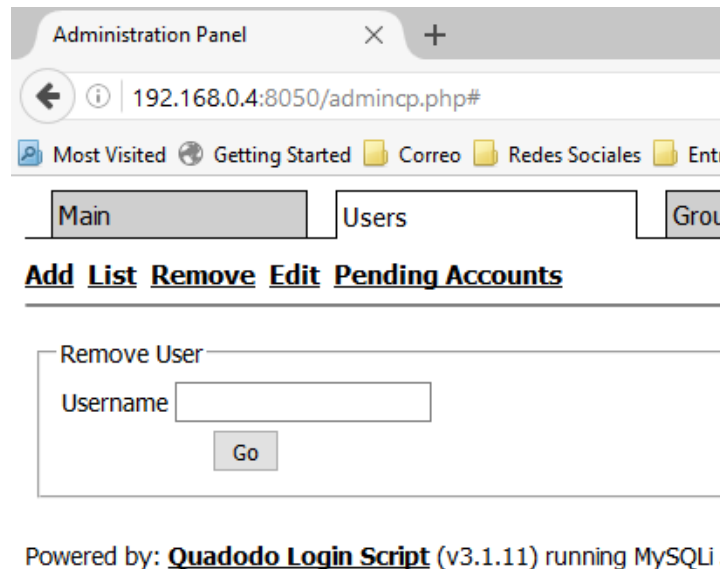 Administration Panel
192.168.0.4:8050/admincp.php#
Most Visited Getting Started Correo Redes Sociales Entr
Main Users Grou
Add List Remove Edit Pending Accounts
Remove User
Username
Go
Powered by: Quadodo Login Script (v3.1.11) running MySQLi